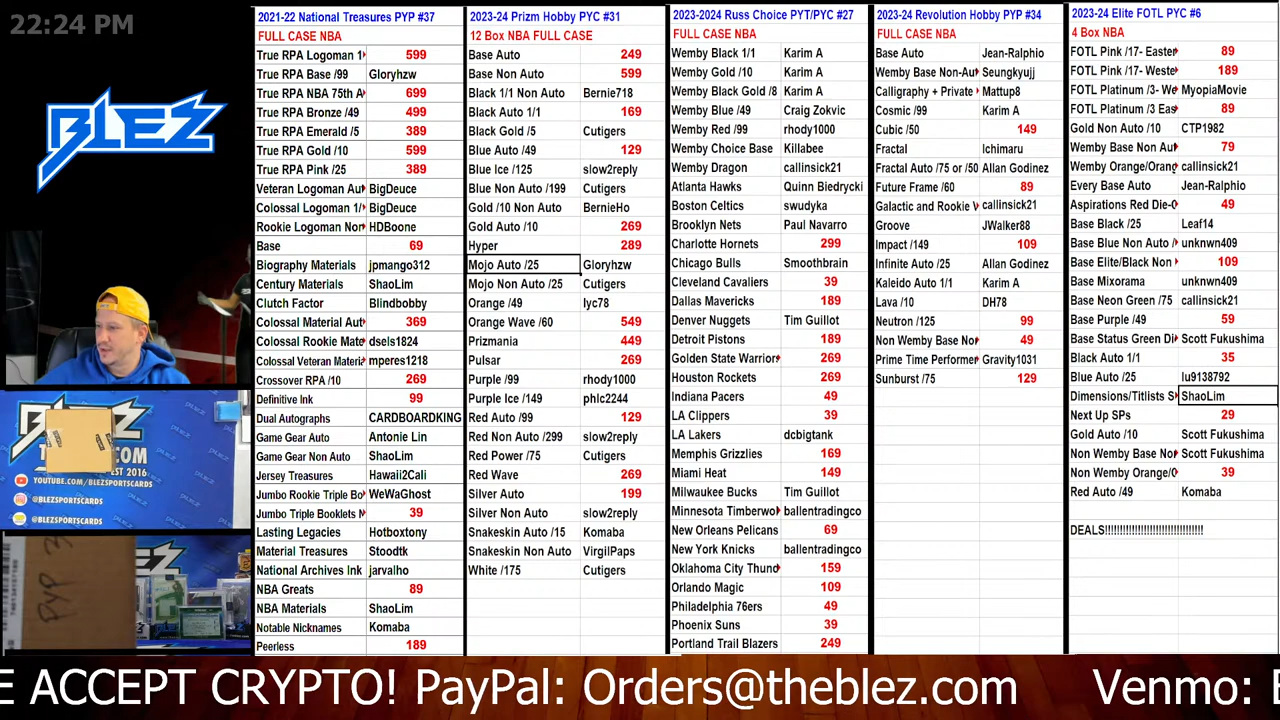 22:24 PM
BLEZ
BLEZ
EST 2016
YOUTUBE.COM/BLEZSPORTSCARDS
@BLEZSPORTSCARDS
@BLEZSPORTSCARDS
PYP 3
2021-22 National Treasures PYP #37
FULL CASE NBA
True RPA Logoman 1 599
True RPA Base /99 Gloryhzw
True RPA NBA 75th A 699
True RPA Bronze /49 499
True RPA Emerald /5 389
True RPA Gold /10 599
True RPA Pink /25 389
Veteran Logoman Au BigDeuce
Colossal Logoman 1/ BigDeuce
Rookie Logoman Nor HDBoone
Base 69
Biography Materials jpmango312
Century Materials ShaoLim
Clutch Factor Blindbobby
Colossal Material Aut 369
Colossal Rookie Mate dsels1824
Colossal Veteran Materi mperes1218
Crossover RPA /10 269
Definitive Ink 99
Dual Autographs CARDBOARDKING
Game Gear Auto Antonie Lin
Game Gear Non Auto ShaoLim
Jersey Treasures Hawaii2Cali
Jumbo Rookie Triple Bo WeWaGhost
Jumbo Triple Booklets N 39
Lasting Legacies Hotboxtony
Material Treasures Stoodtk
National Archives Ink jarvalho
NBA Greats 89
NBA Materials ShaoLim
Notable Nicknames Komaba
Peerless 189
2023-24 Prizm Hobby PYC #31
12 Box NBA FULL CASE
Base Auto 249
Base Non Auto 599
Black 1/1 Non Auto Bernie718
Black Auto 1/1 169
Black Gold /5 Cutigers
Blue Auto /49 129
Blue Ice /125 slow2reply
Blue Non Auto /199 Cutigers
Gold /10 Non Auto BernieHo
Gold Auto /10 269
Hyper 289
Mojo Auto /25 Gloryhzw
Mojo Non Auto /25 Cutigers
Orange /49 lyc78
Orange Wave /60 549
Prizmania 449
Pulsar 269
Purple /99 rhody1000
Purple Ice /149 phlc2244
Red Auto /99 129
Red Non Auto /299 slow2reply
Red Power /75 Cutigers
Red Wave 269
Silver Auto 199
Silver Non Auto slow2reply
Snakeskin Auto /15 Komaba
Snakeskin Non Auto VirgilPaps
White /175 Cutigers
2023-2024 Russ Choice PYT/PYC #27
FULL CASE NBA
Wemby Black 1/1 Karim A
Wemby Gold /10 Karim A
Wemby Black Gold /8 Karim A
Wemby Blue /49 Craig Zokvic
Wemby Red /99 rhody1000
Wemby Choice Base Killabee
Wemby Dragon callinsick21
Atlanta Hawks Quinn Biedrycki
Boston Celtics swudyka
Brooklyn Nets Paul Navarro
Charlotte Hornets 299
Chicago Bulls Smoothbrain
Cleveland Cavaliers 39
Dallas Mavericks 189
Denver Nuggets Tim Guillot
Detroit Pistons 189
Golden State Warrior 269
Houston Rockets 269
Indiana Pacers 49
LA Clippers 39
LA Lakers dcbigtank
Memphis Grizzlies 169
Miami Heat 149
Milwaukee Bucks Tim Guillot
Minnesota Timberwo ballentradingco
New Orleans Pelicans 69
New York Knicks ballentradingco
Oklahoma City Thunc 159
Orlando Magic 109
Philadelphia 76ers 49
Phoenix Suns 39
Portland Trail Blazers 249
2023-24 Revolution Hobby PYP #34
FULL CASE NBA
Base Auto Jean-Ralphio
Wemby Base Non-Au Seungkyujj
Calligraphy + Private Mattup8
Cosmic /99 Karim A
Cubic /50 149
Fractal Ichimaru
Fractal Auto /75 or /50 Allan Godinez
Future Frame /60 89
Galactic and Rookie V callinsick21
Groove JWalker88
Impact /149 109
Infinite Auto /25 Allan Godinez
Kaleido Auto 1/1 Karim A
Lava /10 DH78
Neutron /125 99
Non Wemby Base Nor 49
Prime Time Performer Gravity1031
Sunburst /75 129
2023-24 Elite FOTL PYC #6
4 Box NBA
FOTL Pink /17- Easter 89
FOTL Pink /17- Weste 189
FOTL Platinum /3- We MyopiaMovie
FOTL Platinum /3 Eas 89
Gold Non Auto /10 CTP1982
Wemby Base Non Au 79
Wemby Orange/Oran callinsick21
Every Base Auto Jean-Ralphio
Aspirations Red Die-C 49
Base Black /25 Leaf14
Base Blue Non Auto / unknwn409
Base Elite/Black Non 109
Base Mixorama unknwn409
Base Neon Green /75 callinsick21
Base Purple /49 59
Base Status Green Di Scott Fukushima
Black Auto 1/1 35
Blue Auto /25 lu9138792
Dimensions/Titlists S ShaoLim
Next Up SPs 29
Gold Auto /10 Scott Fukushima
Non Wemby Base Nor Scott Fukushima
Non Wemby Orange/O 39
Red Auto /49 Komaba
DEALS!!!!!!!!!!!!!!!!!!!!!!!!!!!!!!!!!
E ACCEPT CRYPTO! PayPal: Orders@theblez.com Venmo: